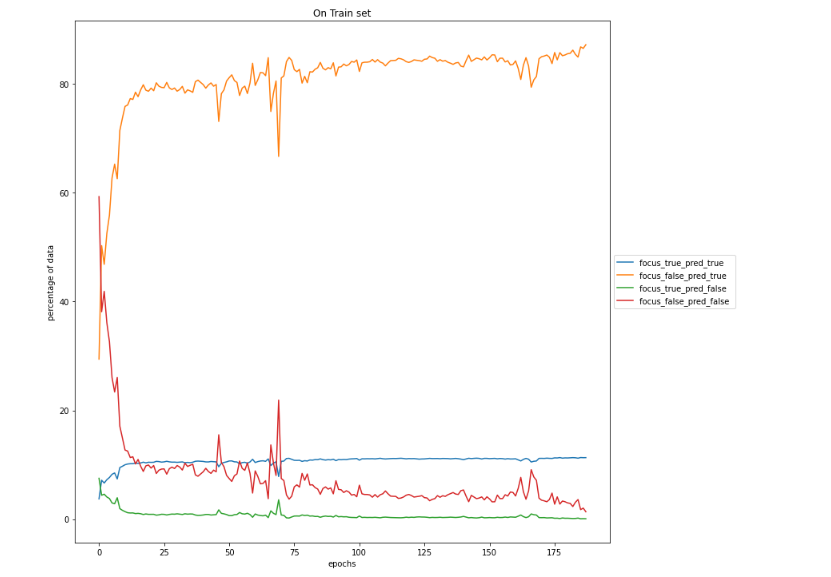 On Train set
percentage of data
80
60
40
20
0
0 25 50 75 100 125 150 175
epochs
focus_true_pred_true
focus_false_pred_true
focus_true_pred_false
focus_false_pred_false